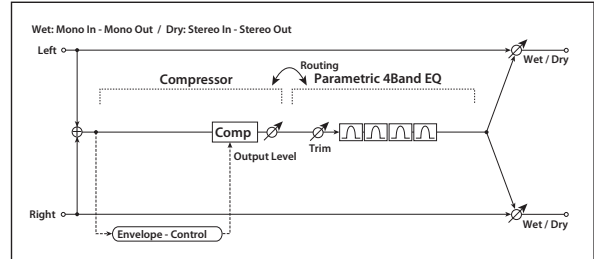 Wet: Mono In - Mono Out / Dry: Stereo In - Stereo Out
Left
Wet / Dry
Routing
Compressor
Parametric 4Band EQ
Comp
Output Level
Trim
Right
Wet / Dry
Envelope - Control